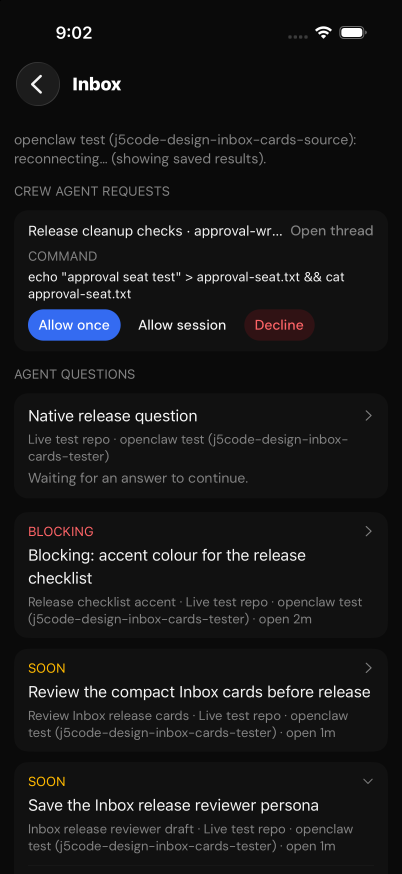 9:02
Inbox
openclaw test (j5code-design-inbox-cards-source):
reconnecting... (showing saved results).
CREW AGENT REQUESTS
Release cleanup checks · approval-wr... Open thread
COMMAND
echo "approval seat test" > approval-seat.txt && cat
approval-seat.txt
Allow once Allow session Decline
AGENT QUESTIONS
Native release question
Live test repo · openclaw test (j5code-design-inbox-
cards-tester)
Waiting for an answer to continue.
BLOCKING
Blocking: accent colour for the release
checklist
Release checklist accent · Live test repo · openclaw test
(j5code-design-inbox-cards-tester) · open 2m
SOON
Review the compact Inbox cards before release
Review Inbox release cards · Live test repo · openclaw
test (j5code-design-inbox-cards-tester) · open 1m
SOON
Save the Inbox release reviewer persona
Inbox release reviewer draft · Live test repo · openclaw
test (j5code-design-inbox-cards-tester) · open 1m